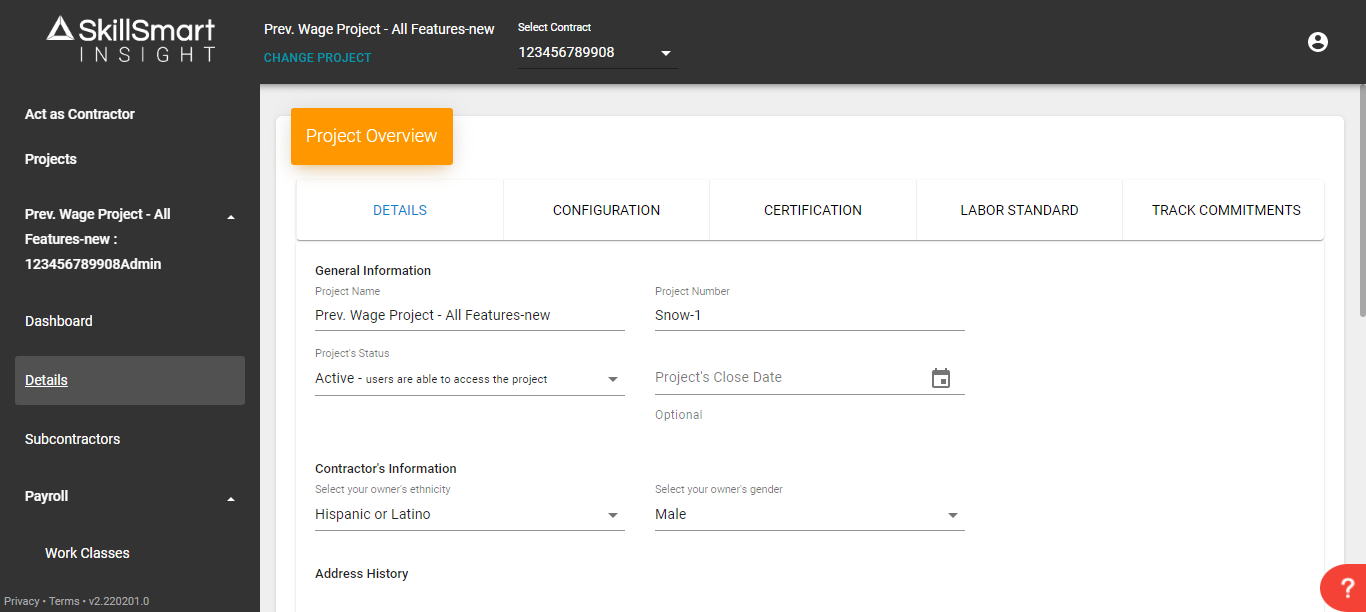 SkillSmart
INSIGHT
Prev. Wage Project - All Features-new
CHANGE PROJECT
Select Contract
123456789908
Act as Contractor
Projects
Prev. Wage Project - All
Features-new :
123456789908Admin
Dashboard
Details
Subcontractors
Payroll
Work Classes
Privacy • Terms • v2.220201.0
Project Overview
DETAILS
CONFIGURATION
CERTIFICATION
LABOR STANDARD
TRACK COMMITMENTS
General Information
Project Name
Prev. Wage Project - All Features-new
Project Number
Snow-1
Project's Status
Active - users are able to access the project
Project's Close Date
Optional
Contractor's Information
Select your owner's ethnicity
Hispanic or Latino
Select your owner's gender
Male
Address History
?